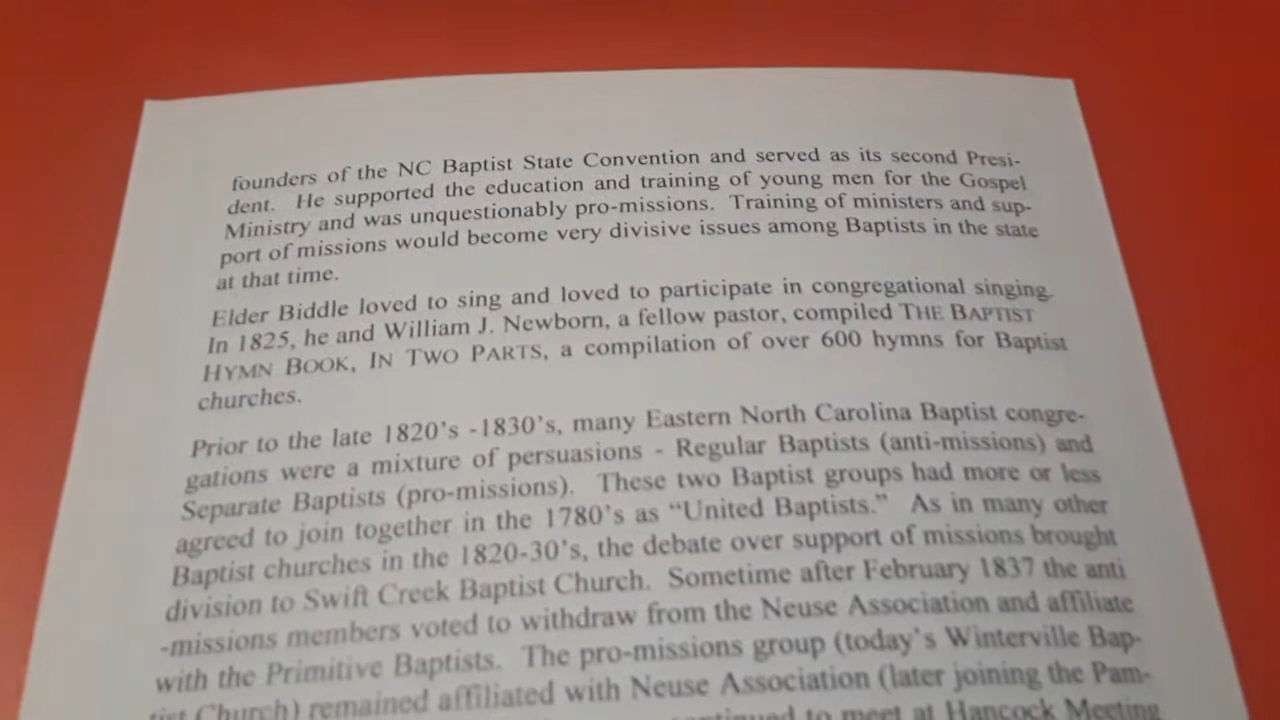 founders of the NC Baptist State Convention and served as its second Presi-
dent. He supported the education and training of young men for the Gospel
Ministry and was unquestionably pro-missions. Training of ministers and sup-
port of missions would become very divisive issues among Baptists in the state
at that time.
Elder Biddle loved to sing and loved to participate in congregational singing.
In 1825, he and William J. Newborn, a fellow pastor, compiled THE BAPTIST
HYMN BOOK, IN TWO PARTS, a compilation of over 600 hymns for Baptist
churches.
Prior to the late 1820's -1830's, many Eastern North Carolina Baptist congre-
gations were a mixture of persuasions - Regular Baptists (anti-missions) and
Separate Baptists (pro-missions). These two Baptist groups had more or less
agreed to join together in the 1780's as “United Baptists.” As in many other
Baptist churches in the 1820-30's, the debate over support of missions brought
division to Swift Creek Baptist Church. Sometime after February 1837 the anti
-missions members voted to withdraw from the Neuse Association and affiliate
with the Primitive Baptists. The pro-missions group (today's Winterville Bap-
tist Church) remained affiliated with Neuse Association (later joining the Pam-
continued to meet at Hancock Meeting